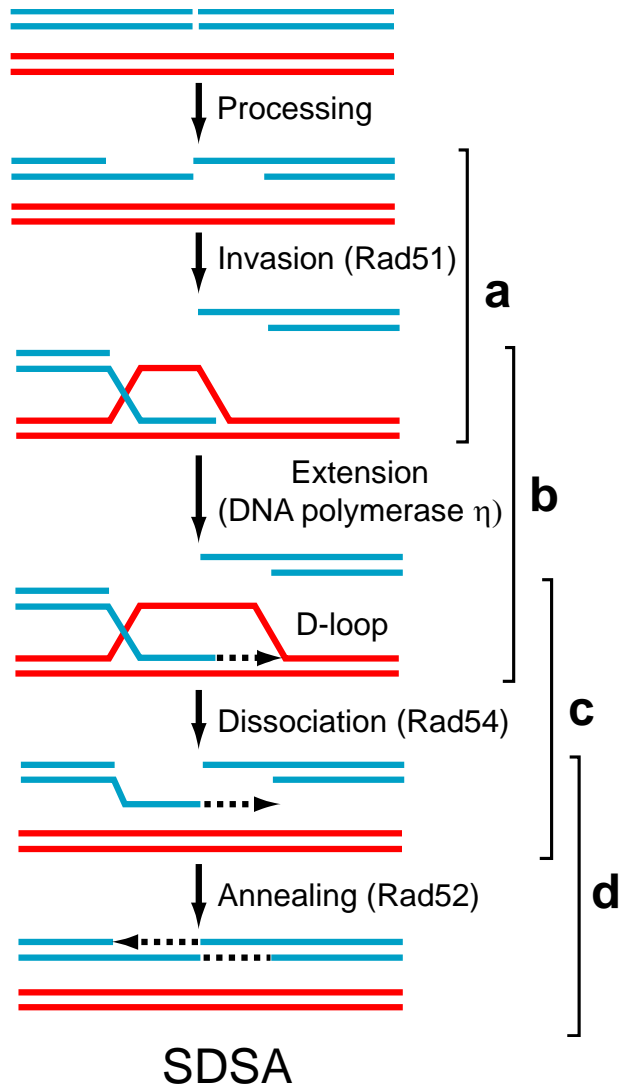 Processing
Invasion (Rad51)
a
Extension
(DNA polymerase η)
b
D-loop
c
Dissociation (Rad54)
d
Annealing (Rad52)
SDSA